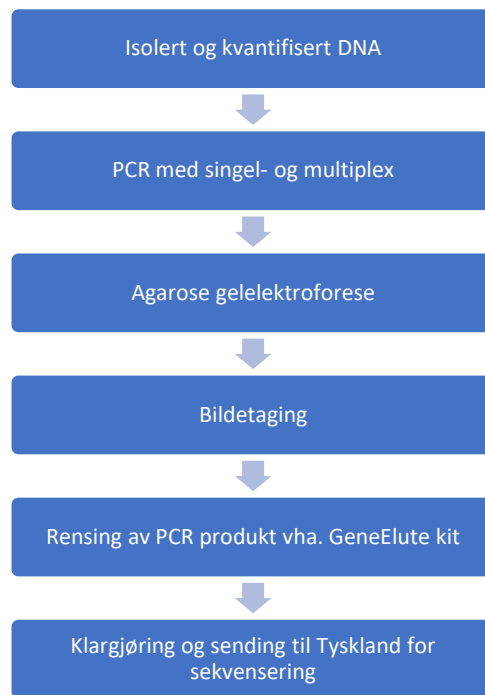 Isolert og kvantifisert DNA
PCR med singel- og multiplex
Agarose gelelektroforese
Bildetaging
Rensing av PCR produkt vha. GeneElute kit
Klargjøring og sending til Tyskland for
sekvensering